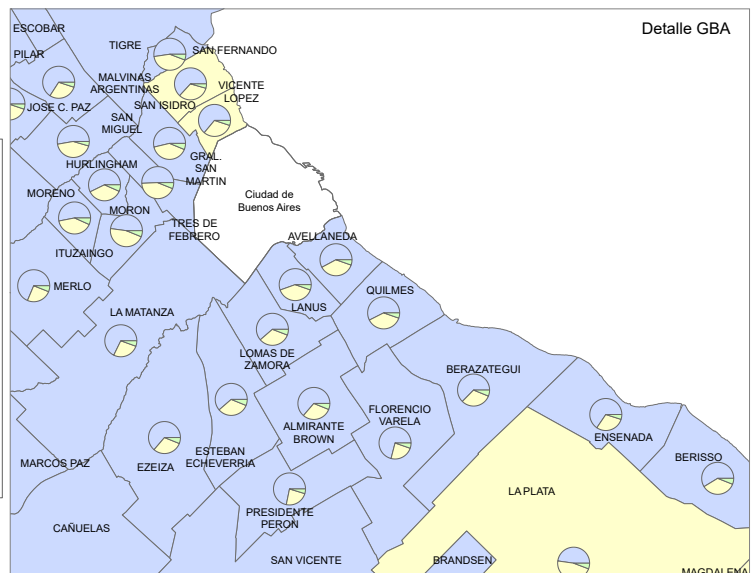 Detalle GBA
ESCOBAR
PILAR
TIGRE
SAN FERNANDO
MALVINAS
ARGENTINAS
VICENTE
LOPEZ
JOSE C. PAZ
SAN ISIDRO
SAN
MIGUEL
HURLINGHAM
GRAL.
SAN
MARTIN
MORENO
MORON
Ciudad de
Buenos Aires
TRES DE
FEBRERO
ITUZAINGO
AVELLANEDA
MERLO
QUILMES
LA MATANZA
LANUS
LOMAS DE
ZAMORA
BERAZATEGUI
FLORENCIO
VARELA
ALMIRANTE
BROWN
ENSENADA
ESTEBAN
ECHEVERRIA
EZEIZA
MARCOS PAZ
BERISSO
LA PLATA
PRESIDENTE
PERON
CAÑUELAS
SAN VICENTE
BRANDSEN
MAGDALENA